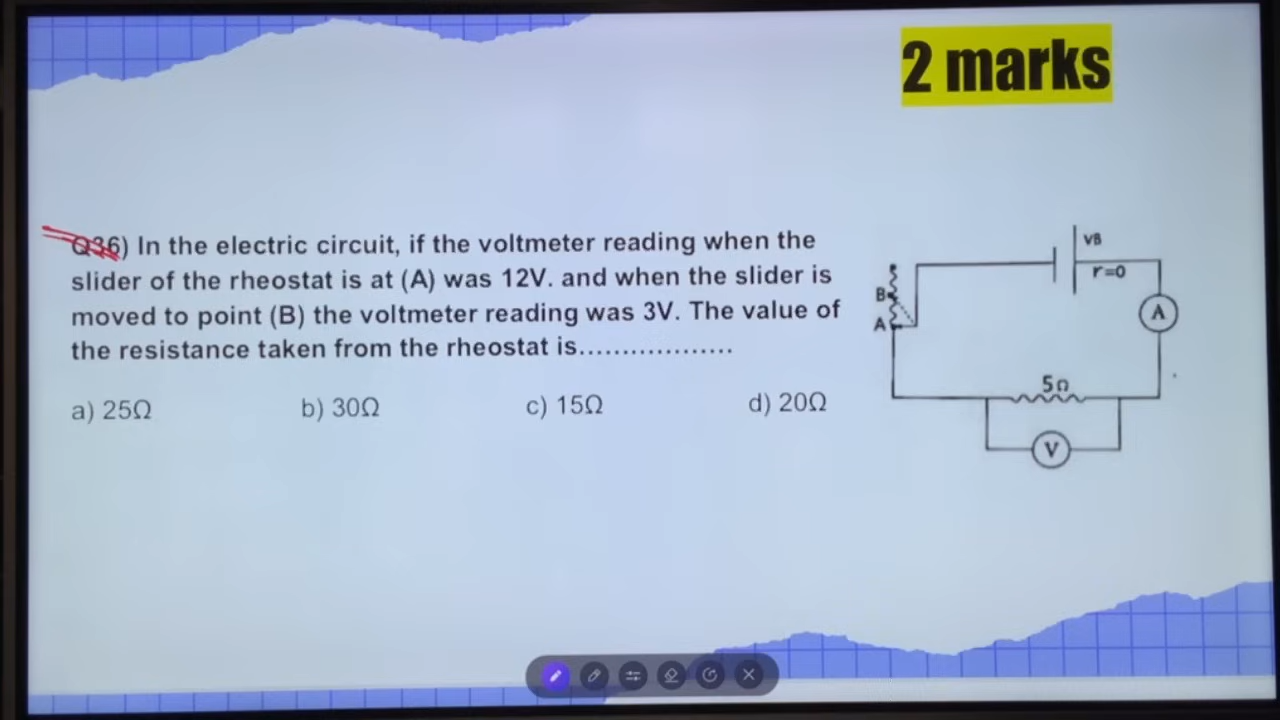 2 marks
Q36) In the electric circuit, if the voltmeter reading when the
slider of the rheostat is at (A) was 12V. and when the slider is
moved to point (B) the voltmeter reading was 3V. The value of
the resistance taken from the rheostat is..................
a) 25Ω b) 30Ω c) 15Ω d) 20Ω
VB
r=0
B
A
A
5Ω
V